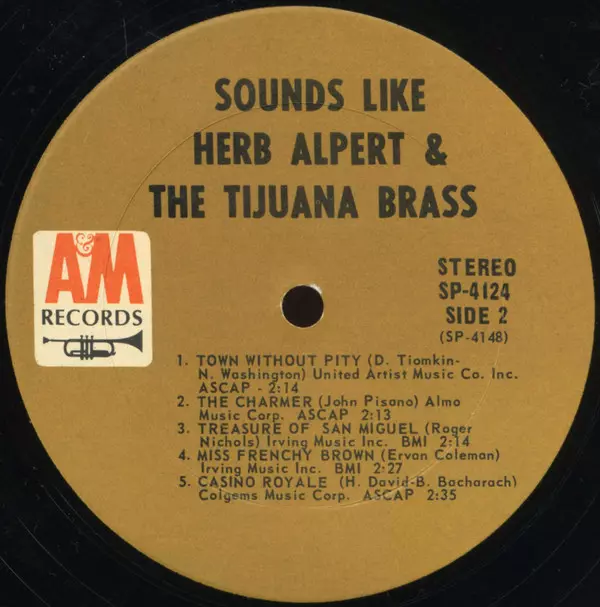 SOUNDS LIKE
HERB ALPERT &
THE TIJUANA BRASS
A&M
RECORDS
STEREO
SP-4124
SIDE 2
(SP-4148)
1. TOWN WITHOUT PITY (D. Tiomkin-
N. Washington) United Artist Music Co. Inc.
ASCAP - 2:14
2. THE CHARMER (John Pisano) Almo
Music Corp. ASCAP 2:13
3. TREASURE OF SAN MIGUEL (Roger
Nichols) Irving Music Inc. BMI 2:14
4. MISS FRENCHY BROWN (Ervan Coleman)
Irving Music Inc. BMI 2:27
5. CASINO ROYALE (H. David-B. Bacharach)
Colgems Music Corp. ASCAP 2:35